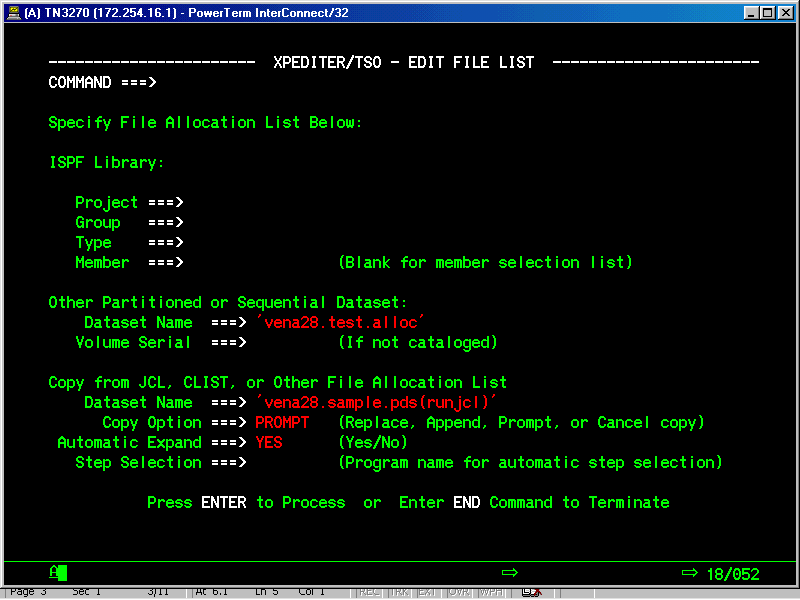 (A) TN3270 (172.254.16.1) - PowerTerm InterConnect/32
----------------------- XPEDITER/TSO - EDIT FILE LIST -----------------------
COMMAND ===>
Specify File Allocation List Below:
ISPF Library:
Project ===>
Group ===>
Type ===>
Member ===> (Blank for member selection list)
Other Partitioned or Sequential Dataset:
Dataset Name ===> 'vena28.test.alloc'
Volume Serial ===> (If not cataloged)
Copy from JCL, CLIST, or Other File Allocation List
Dataset Name ===> 'vena28.sample.pds(runjcl)'
Copy Option ===> PROMPT (Replace, Append, Prompt, or Cancel copy)
Automatic Expand ===> YES (Yes/No)
Step Selection ===> (Program name for automatic step selection)
Press ENTER to Process or Enter END Command to Terminate
A ⇨ ⇨ 18/052
Page 3 Sec 1 3/11 At 6.1 Ln 5 Col 1 REC TRK EXT OVR WPH